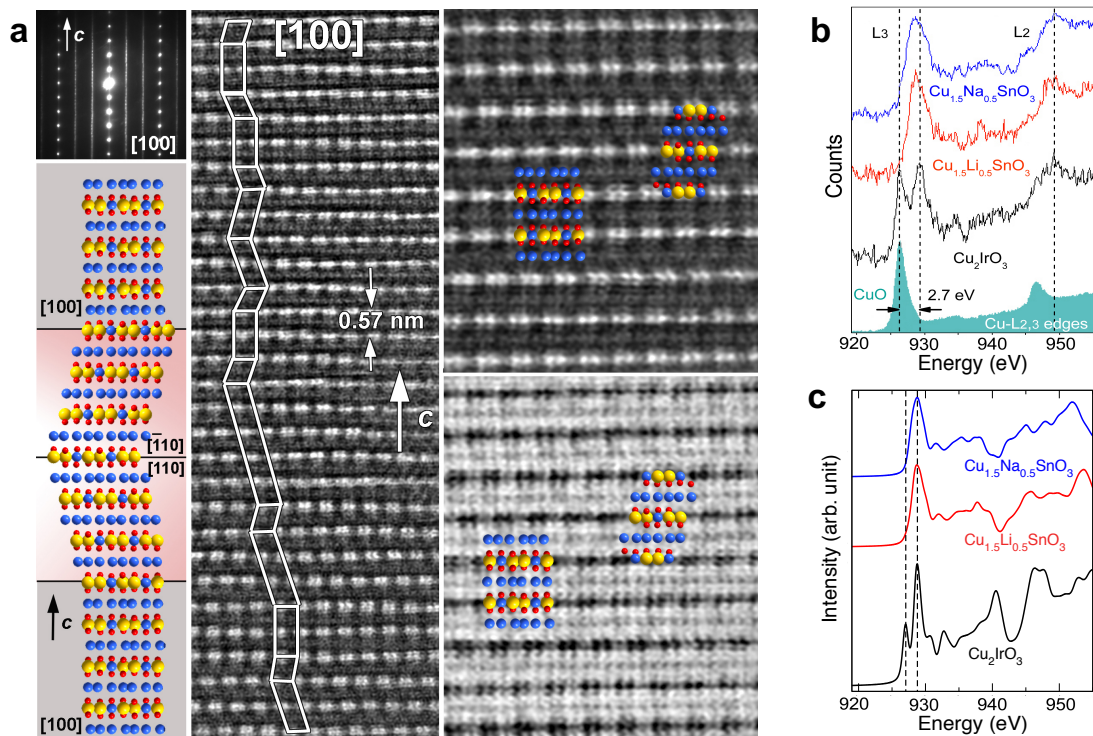 a
c
[100]
[100]
[1̄10]
[110]
c
[100]
[100]
0.57 nm
c
b
L3
L2
Cu1.5Na0.5SnO3
Cu1.5Li0.5SnO3
Cu2IrO3
CuO
2.7 eV
Cu-L2,3 edges
Counts
920
930
940
950
Energy (eV)
c
Cu1.5Na0.5SnO3
Cu1.5Li0.5SnO3
Cu2IrO3
Intensity (arb. unit)
920
930
940
950
Energy (eV)